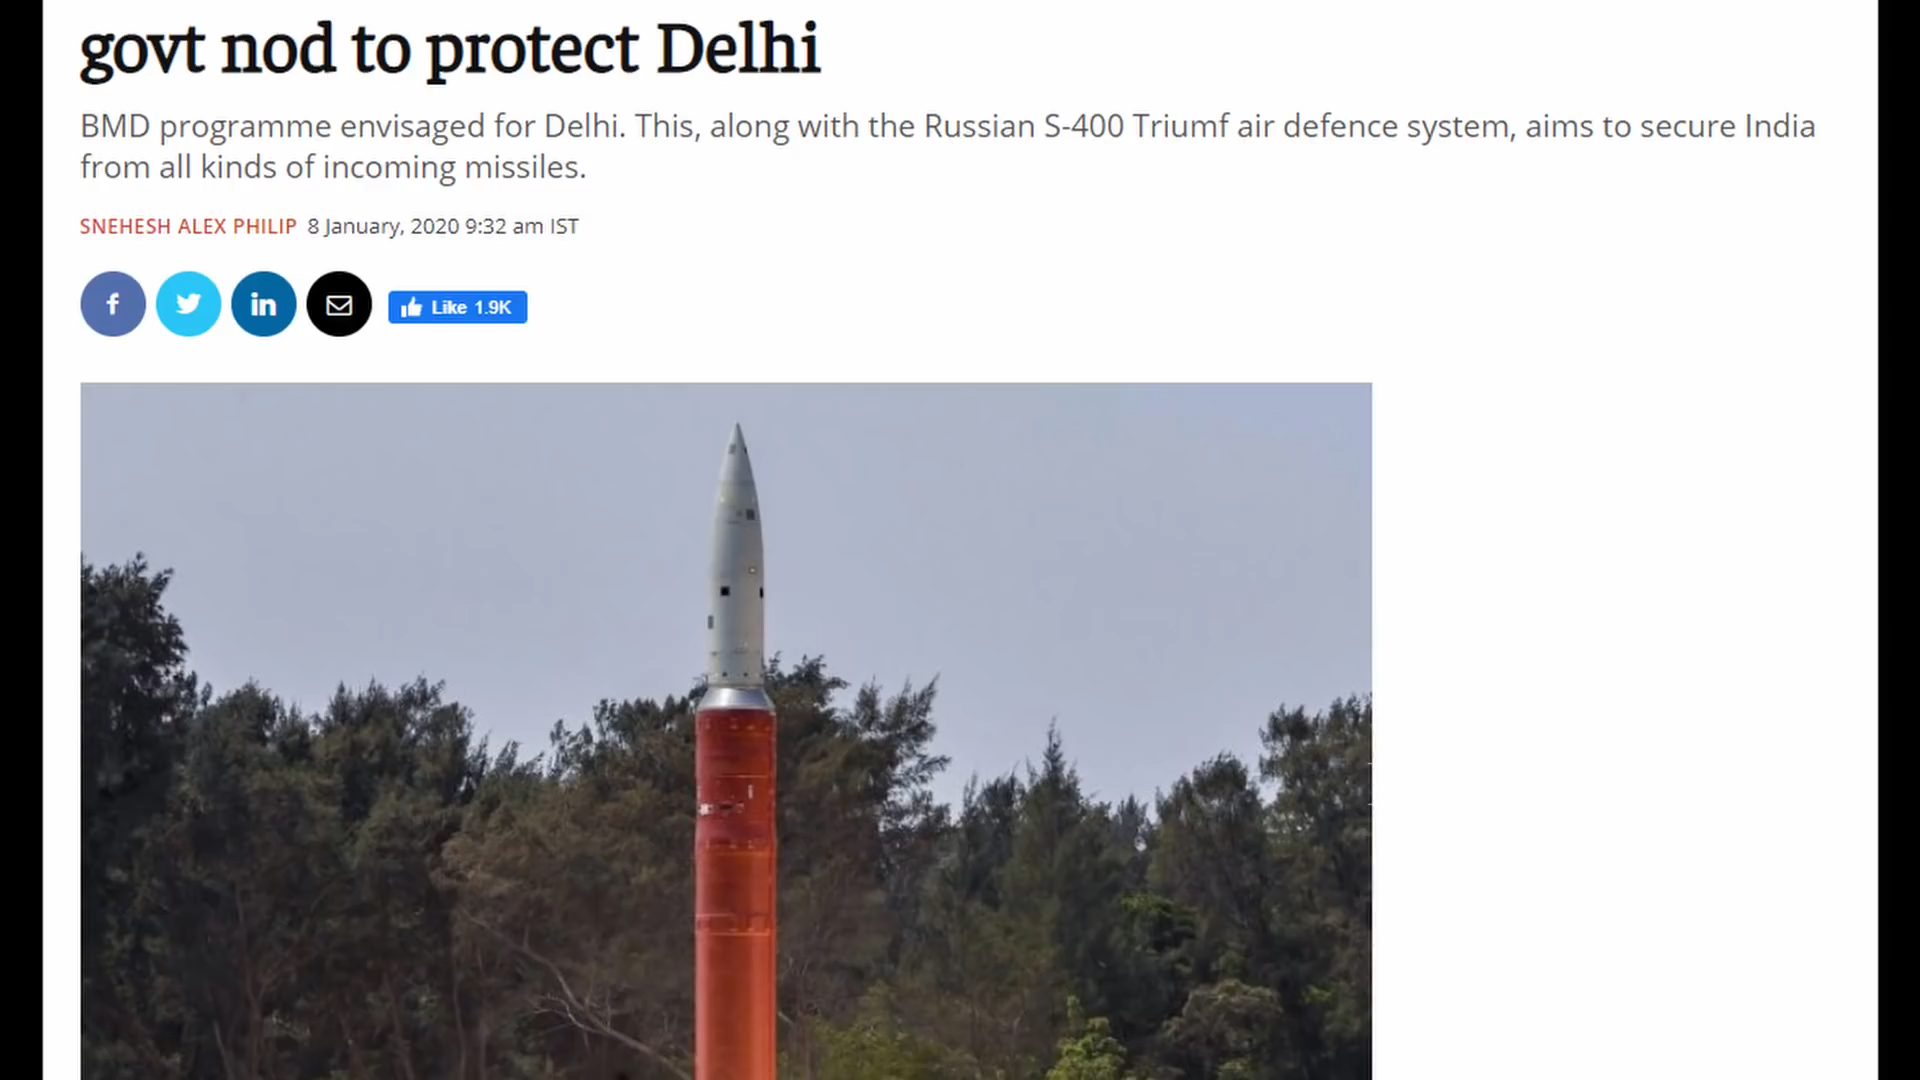 govt nod to protect Delhi
BMD programme envisaged for Delhi. This, along with the Russian S-400 Triumf air defence system, aims to secure India
from all kinds of incoming missiles.
SNEHESH ALEX PHILIP 8 January, 2020 9:32 am IST
Like 1.9K